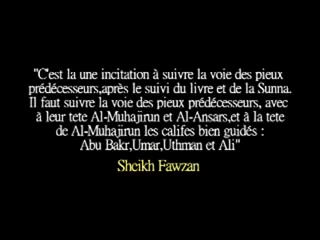 "C'est la une incitation à suivre la voie des pieux
prédécesseurs,après le suivi du livre et de la Sunna.
Il faut suivre la voie des pieux prédécesseurs, avec
à leur tete Al-Muhajirun et Al-Ansars,et à la tete
de Al-Muhajirun les califes bien guidés :
Abu Bakr,Umar,Uthman et Ali"
Sheikh Fawzan